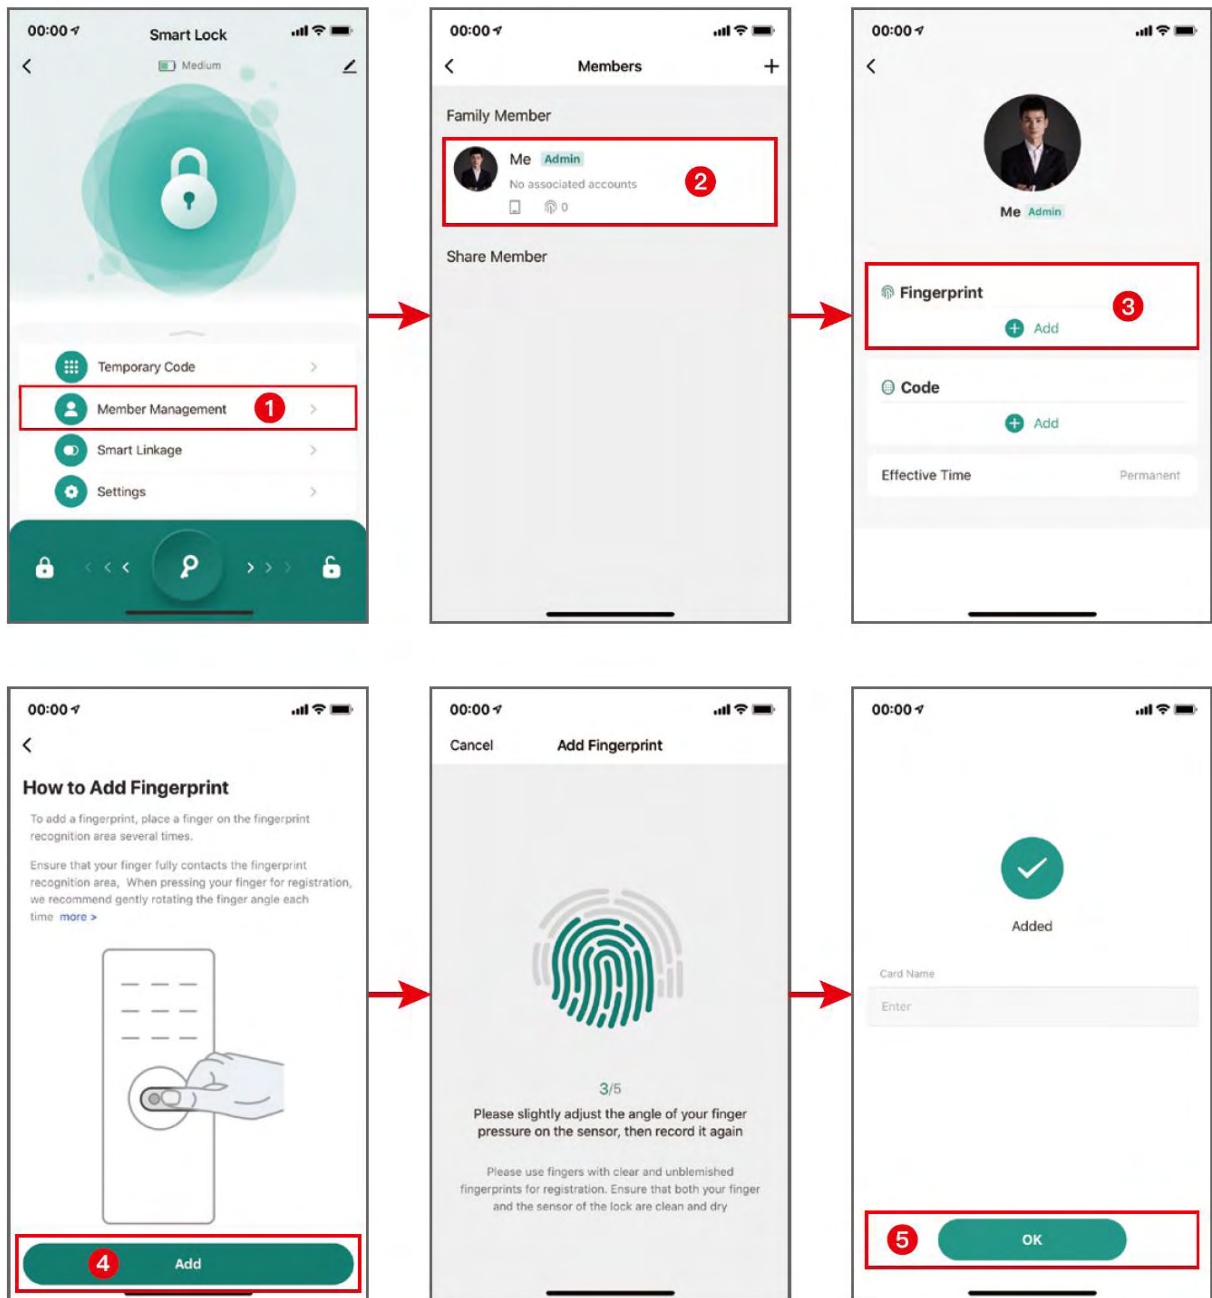 00:00
Smart Lock
Medium
Temporary Code
Member Management
1
Smart Linkage
Settings
00:00
Members
Family Member
Me Admin
No associated accounts
0
2
Share Member
00:00
Me Admin
Fingerprint
Add
3
Code
Add
Effective Time Permanent
00:00
How to Add Fingerprint
To add a fingerprint, place a finger on the fingerprint
recognition area several times.
Ensure that your finger fully contacts the fingerprint
recognition area, When pressing your finger for registration,
we recommend gently rotating the finger angle each
time more >
4
Add
00:00
Cancel Add Fingerprint
3/5
Please slightly adjust the angle of your finger
pressure on the sensor, then record it again
Please use fingers with clear and unblemished
fingerprints for registration. Ensure that both your finger
and the sensor of the lock are clean and dry
00:00
Added
Card Name
Enter
5
OK